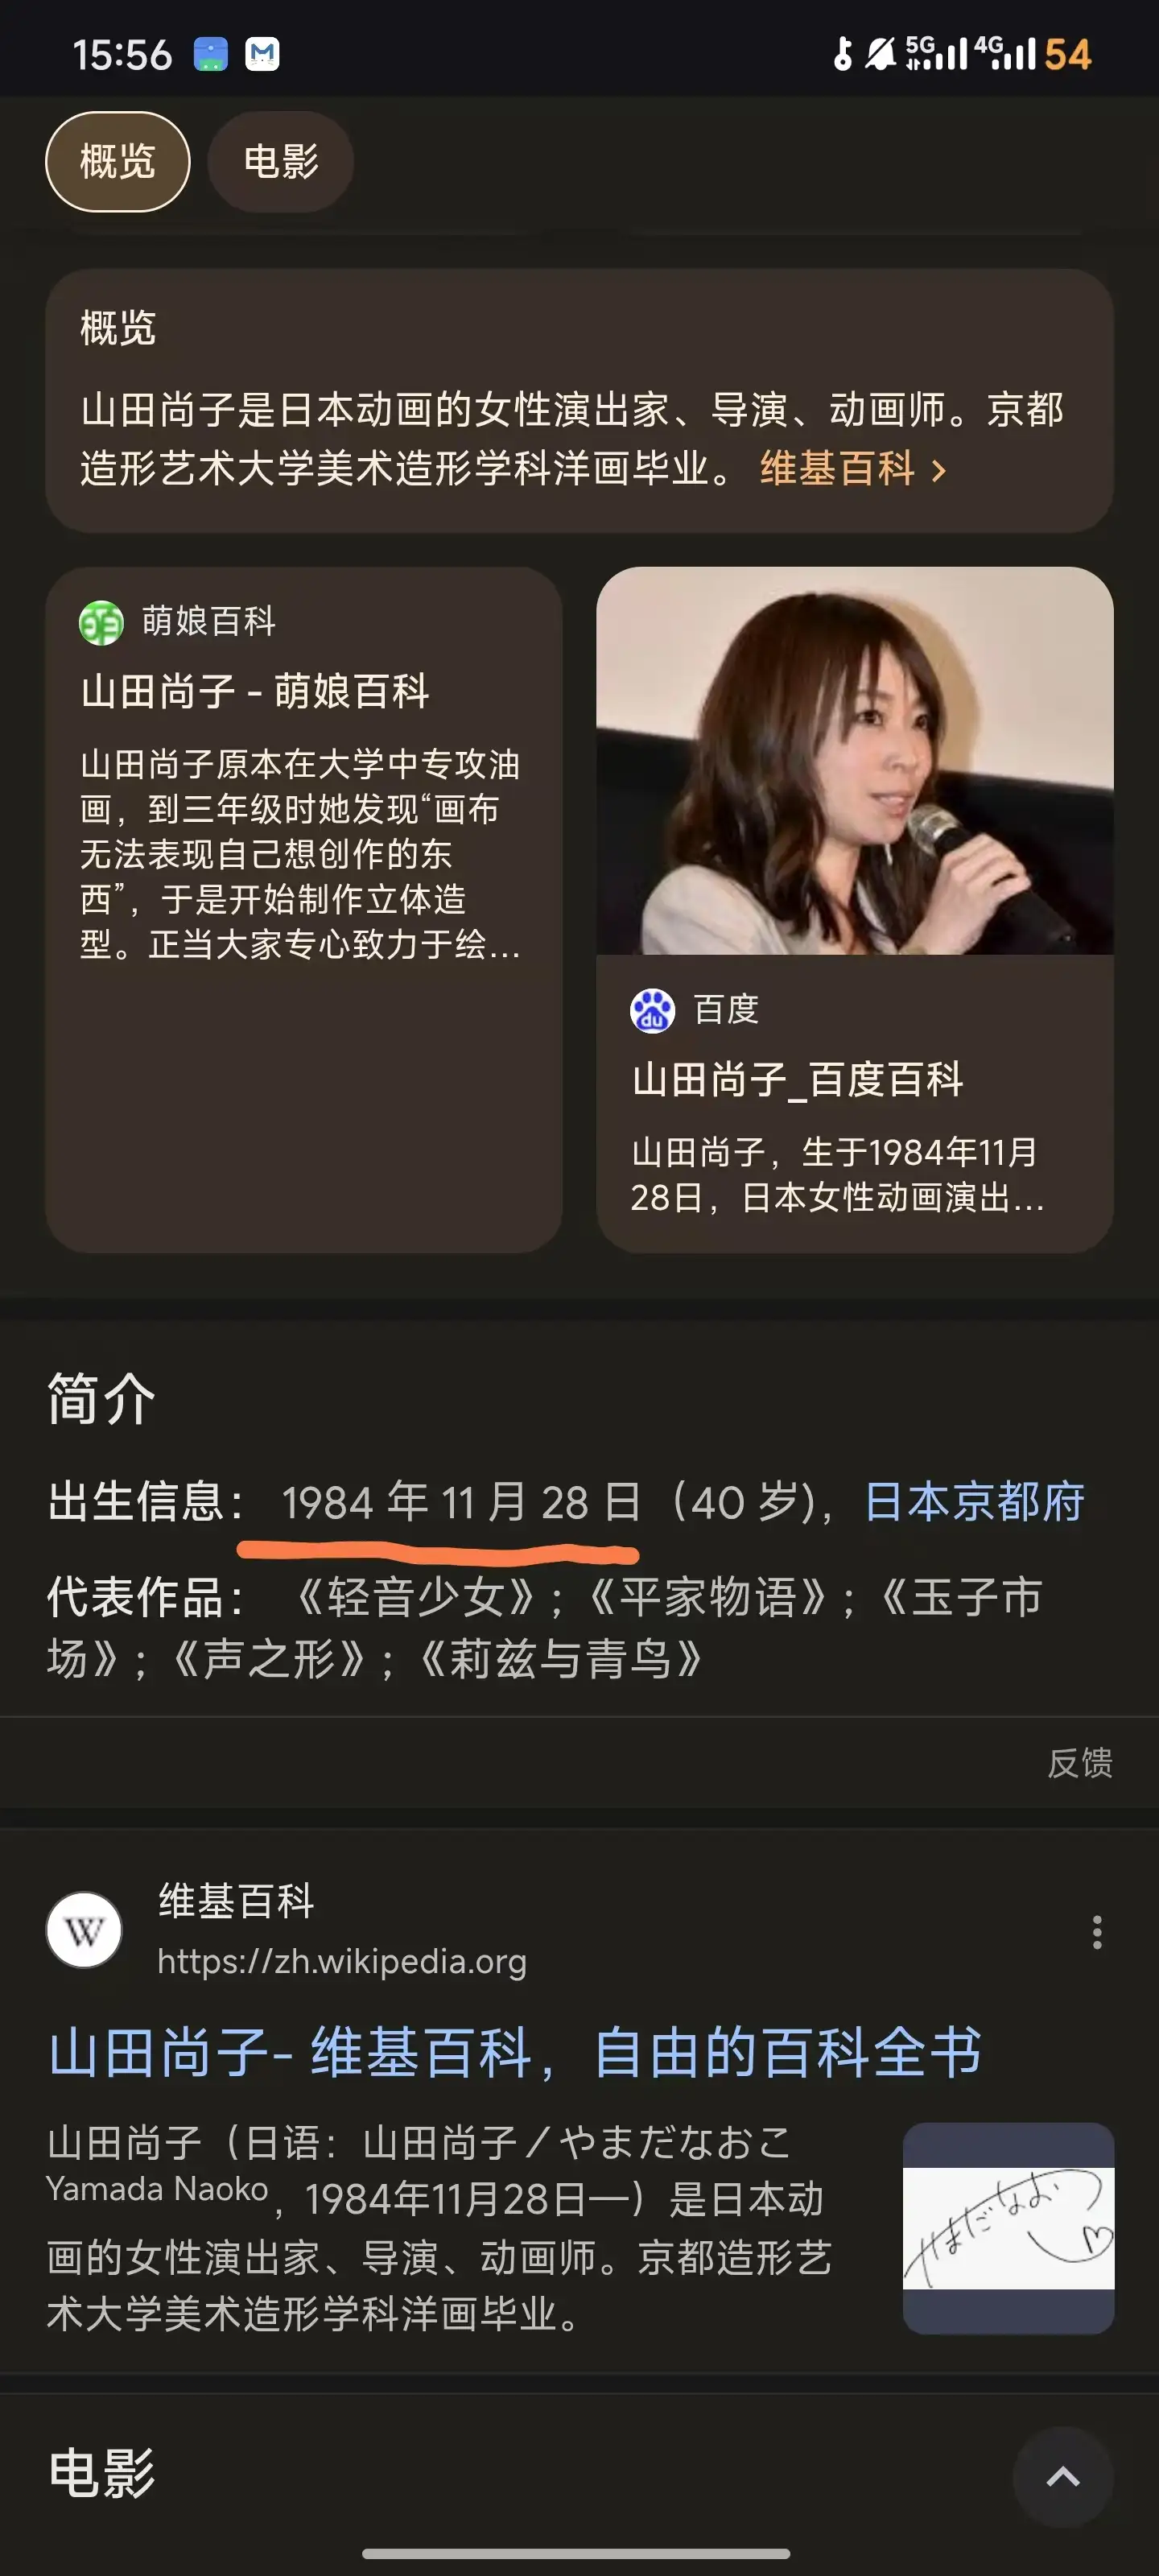 15:56
5G 4G 54
概览 电影
概览
山田尚子是日本动画的女性演出家、导演、动画师。京都
造形艺术大学美术造形学科洋画毕业。 维基百科 ›
萌娘百科
山田尚子 - 萌娘百科
山田尚子原本在大学中专攻油
画，到三年级时她发现“画布
无法表现自己想创作的东
西”，于是开始制作立体造
型。正当大家专心致力于绘...
du 百度
山田尚子_百度百科
山田尚子，生于1984年11月
28日，日本女性动画演出...
简介
出生信息： 1984 年 11 月 28 日（40 岁），日本京都府
代表作品： 《轻音少女》；《平家物语》；《玉子市
场》；《声之形》；《莉兹与青鸟》
反馈
W 维基百科
https://zh.wikipedia.org
山田尚子- 维基百科，自由的百科全书
山田尚子（日语：山田尚子／やまだなおこ
Yamada Naoko，1984年11月28日—）是日本动
画的女性演出家、导演、动画师。京都造形艺
术大学美术造形学科洋画毕业。
やまだなおこ
电影